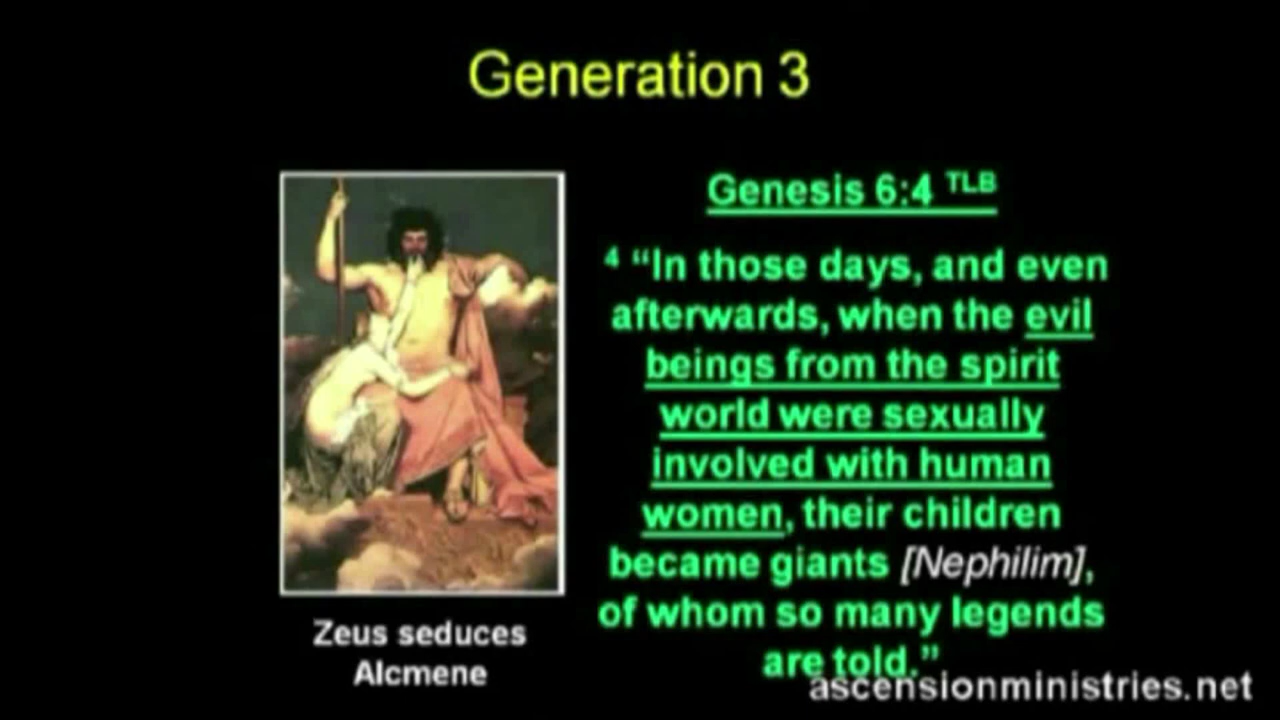 Generation 3
Genesis 6:4 TLB
4 “In those days, and even
afterwards, when the evil
beings from the spirit
world were sexually
involved with human
women, their children
became giants [Nephilim],
of whom so many legends
are told.”
Zeus seduces
Alcmene
ascensionministries.net